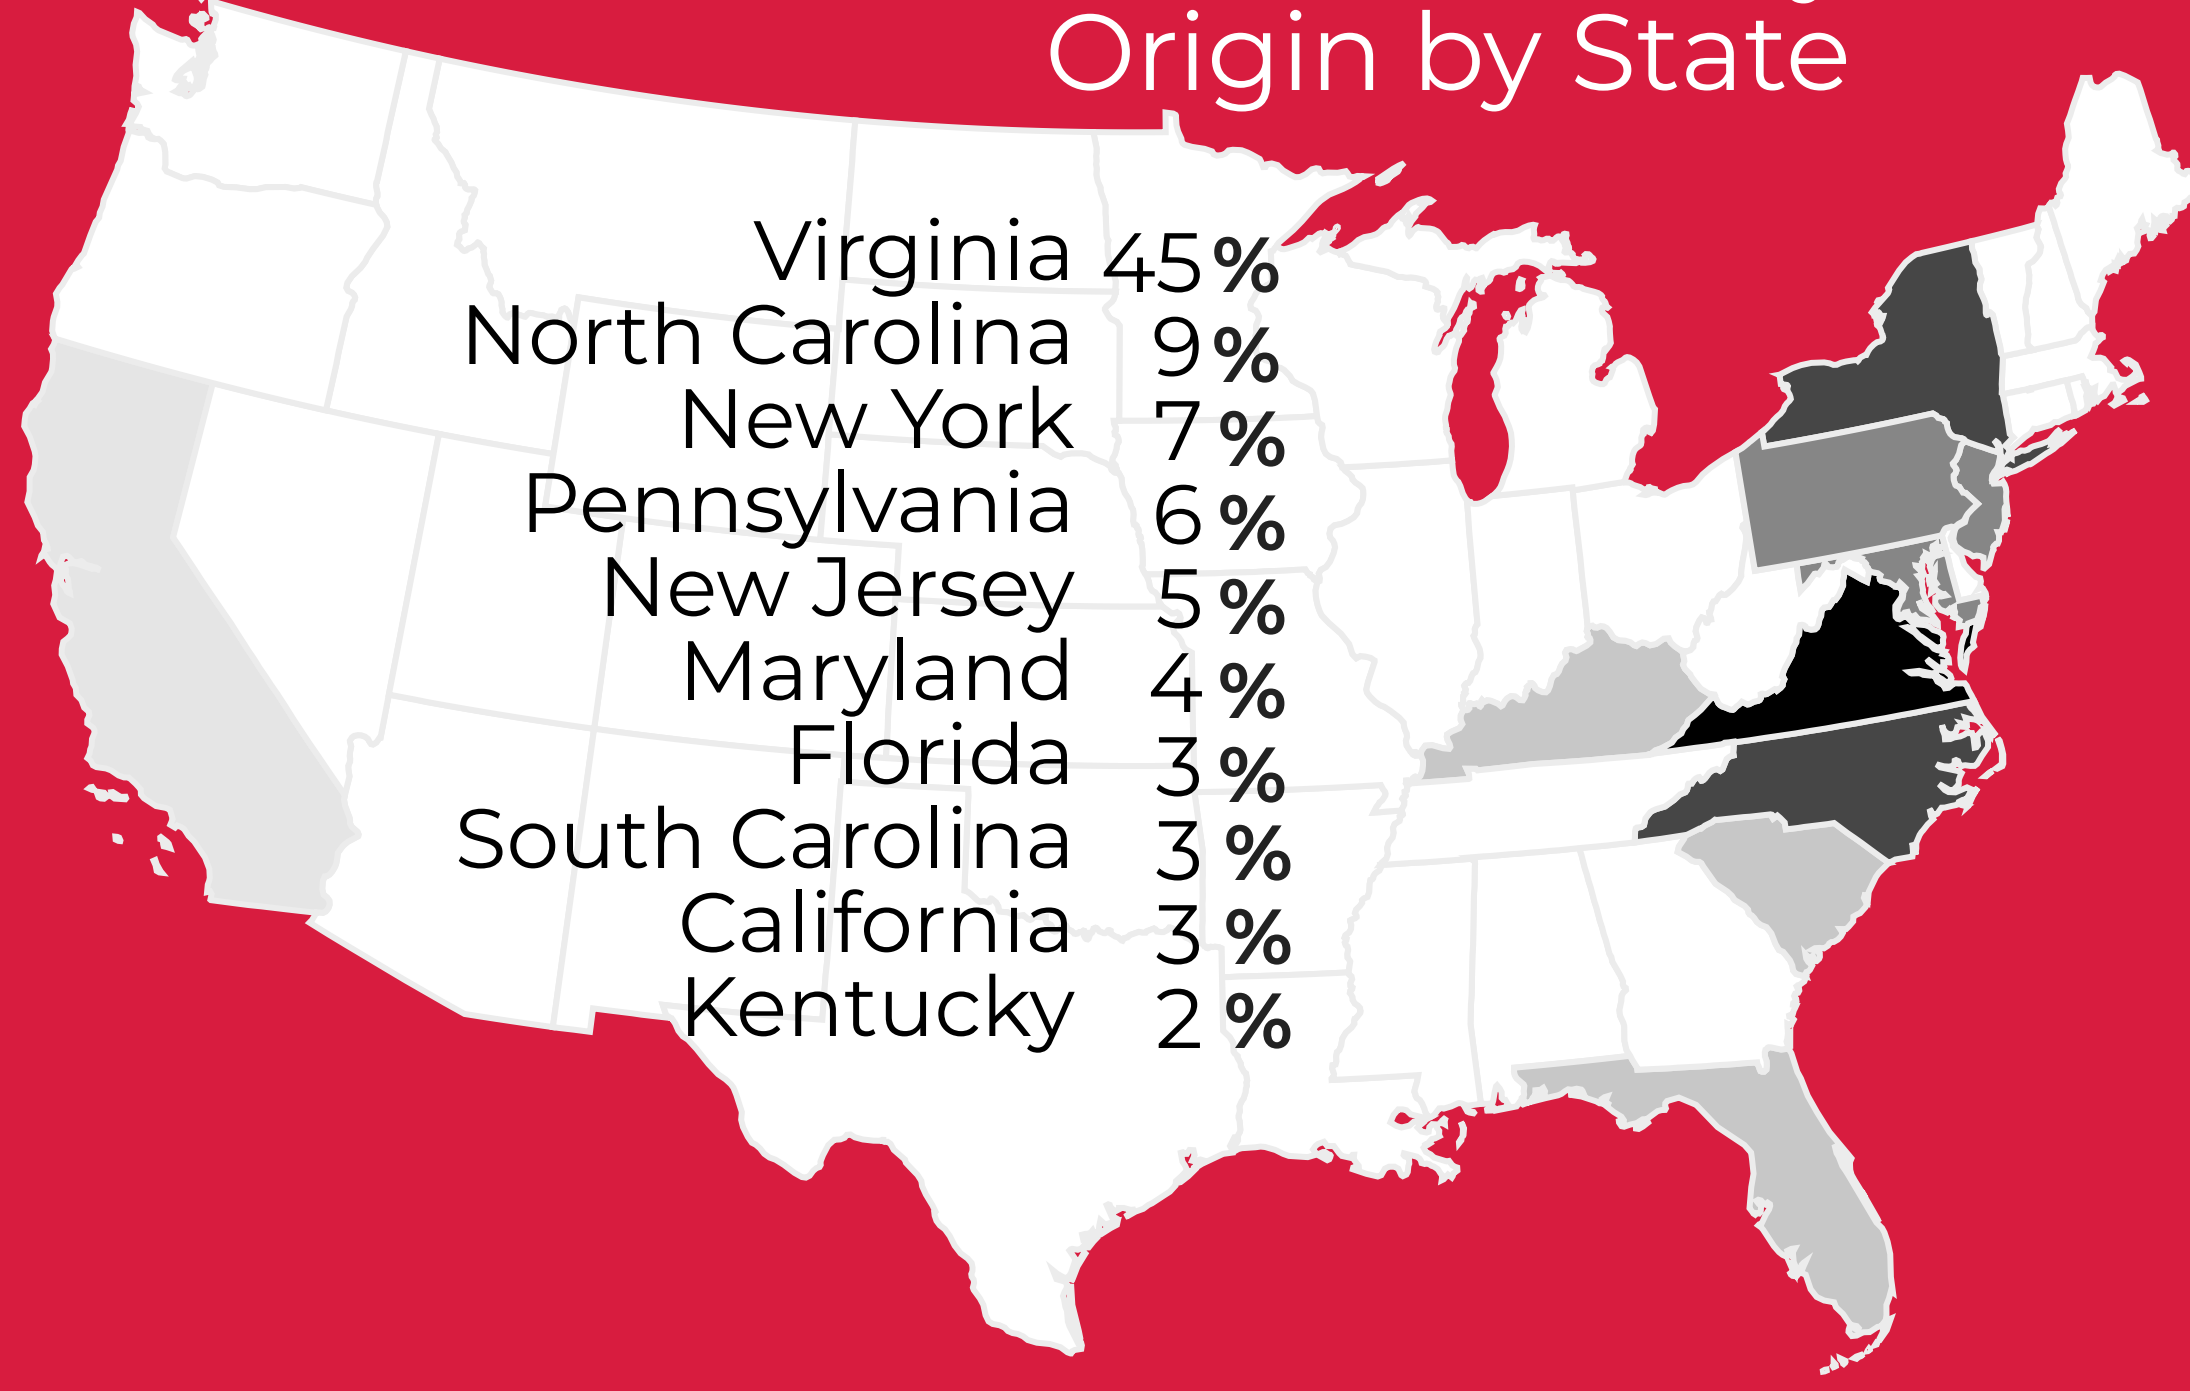 Origin by State
Virginia 45%
North Carolina 9%
New York 7%
Pennsylvania 6%
New Jersey 5%
Maryland 4%
Florida 3%
South Carolina 3%
California 3%
Kentucky 2%